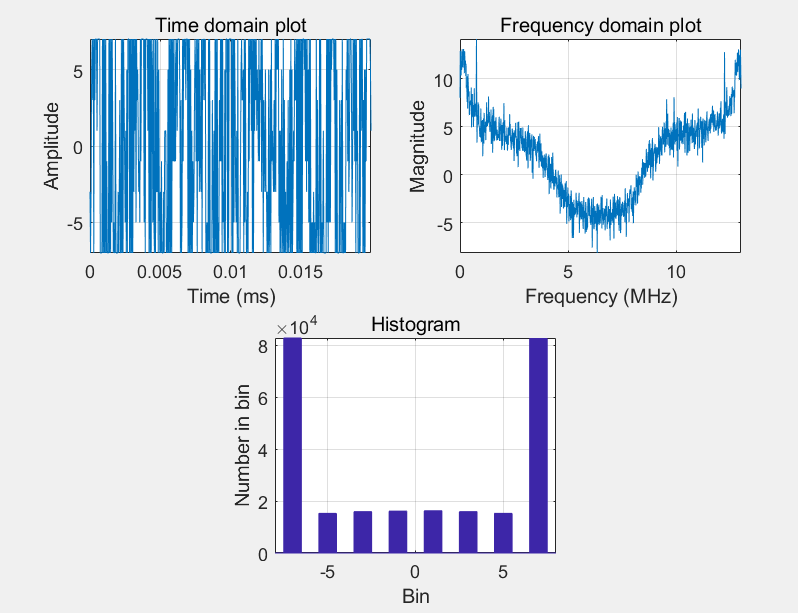 Time domain plot
Amplitude
5
0
-5
0 0.005 0.01 0.015
Time (ms)
Frequency domain plot
Magnitude
10
5
0
-5
0 5 10
Frequency (MHz)
Histogram
×10⁴
Number in bin
8
6
4
2
0
-5 0 5
Bin